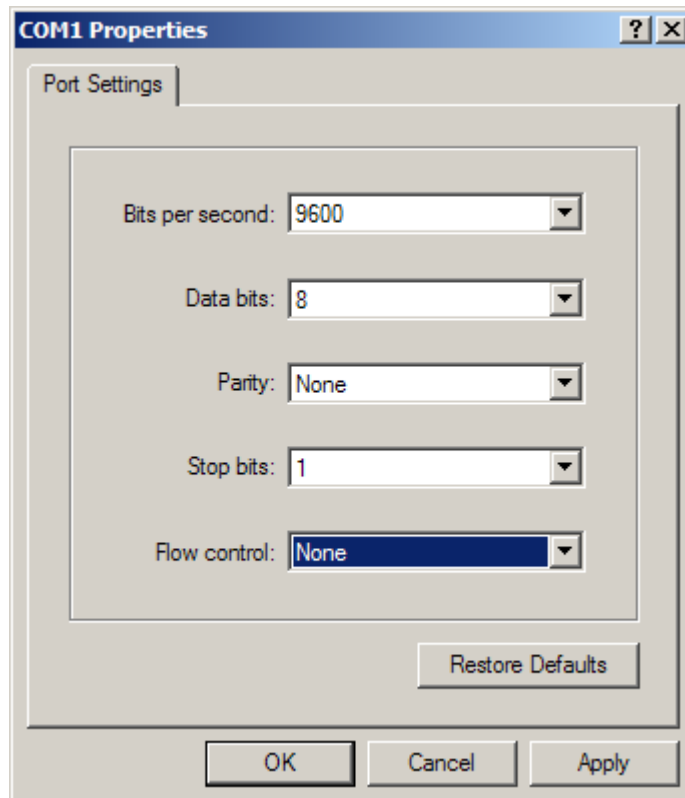 COM1 Properties
Port Settings
Bits per second: 9600
Data bits: 8
Parity: None
Stop bits: 1
Flow control: None
Restore Defaults
OK Cancel Apply